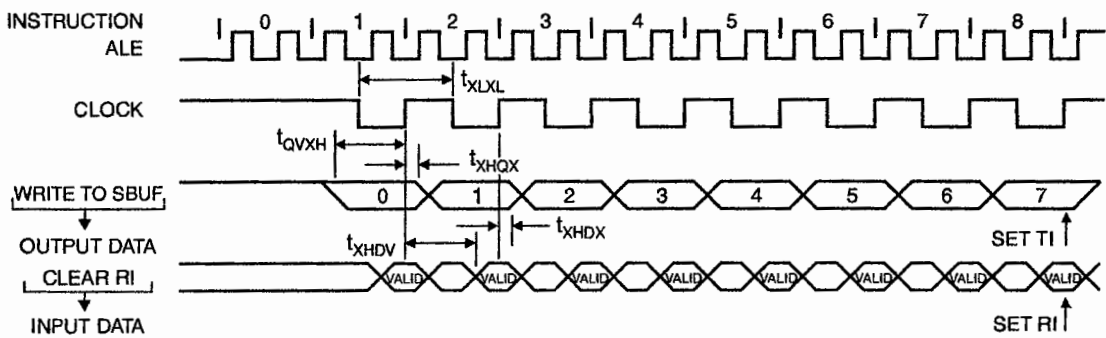 INSTRUCTION
0 1 2 3 4 5 6 7 8
ALE
tXLXL
CLOCK
tQVXH
tXHQX
WRITE TO SBUF
0 1 2 3 4 5 6 7
tXHDV
tXHDX
SET TI
OUTPUT DATA
CLEAR RI
VALID VALID VALID VALID VALID VALID VALID VALID
SET RI
INPUT DATA